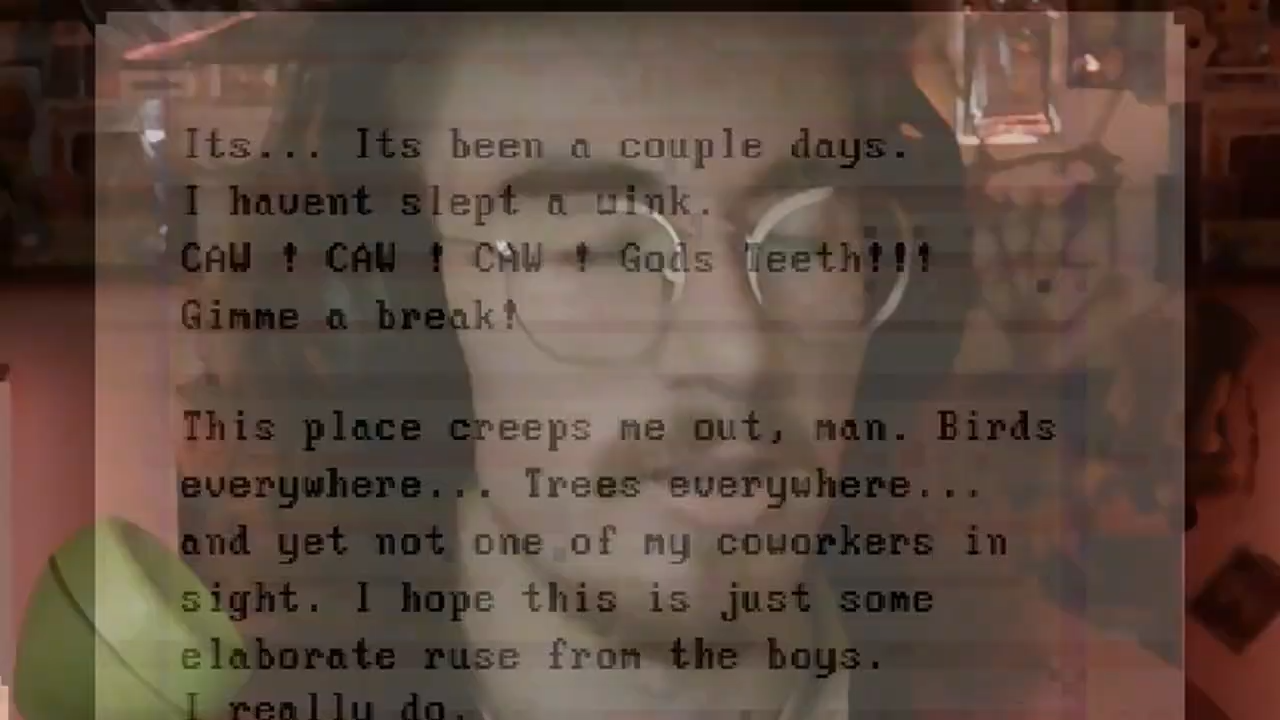 Its... Its been a couple days.
I havent slept a wink.
CAW ! CAW ! CAW ! Gods Teeth!!!
Gimme a break!
This place creeps me out, man. Birds
everywhere... Trees everywhere...
and yet not one of my coworkers in
sight. I hope this is just some
elaborate ruse from the boys.
I really do.